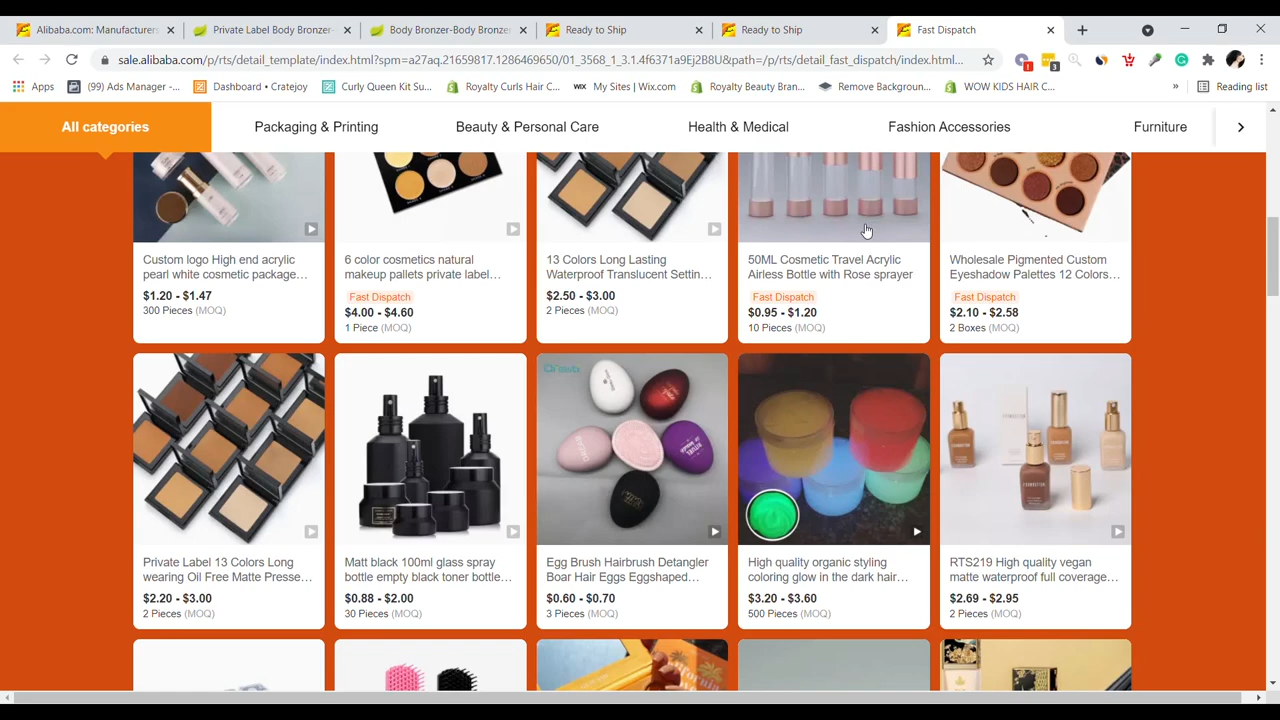 Alibaba.com: Manufacturers
Private Label Body Bronzer-
Body Bronzer-Body Bronzer
Ready to Ship
Ready to Ship
Fast Dispatch
sale.alibaba.com/p/rts/detail_template/index.html?spm=a27aq.21659017.1286469850/01_3568_1_3.1.4f6371a9Ej2B8U&path=/p/rts/detail_fast_dispatch/index.html...
1
3
Apps
(99) Ads Manager -...
Dashboard • Cratejoy
Curly Queen Kit Su...
Royalty Curls Hair C...
WIX My Sites | Wix.com
Royalty Beauty Bran...
Remove Backgroun...
WOW KIDS HAIR C...
»
Reading list
All categories
Packaging & Printing
Beauty & Personal Care
Health & Medical
Fashion Accessories
Furniture
Custom logo High end acrylic
pearl white cosmetic package...
$1.20 - $1.47
300 Pieces (MOQ)
6 color cosmetics natural
makeup pallets private label...
Fast Dispatch
$4.00 - $4.60
1 Piece (MOQ)
13 Colors Long Lasting
Waterproof Translucent Settin...
$2.50 - $3.00
2 Pieces (MOQ)
50ML Cosmetic Travel Acrylic
Airless Bottle with Rose sprayer
Fast Dispatch
$0.95 - $1.20
10 Pieces (MOQ)
Wholesale Pigmented Custom
Eyeshadow Palettes 12 Colors...
Fast Dispatch
$2.10 - $2.58
2 Boxes (MOQ)
Private Label 13 Colors Long
wearing Oil Free Matte Presse...
$2.20 - $3.00
2 Pieces (MOQ)
Matt black 100ml glass spray
bottle empty black toner bottle...
$0.88 - $2.00
30 Pieces (MOQ)
Egg Brush Hairbrush Detangler
Boar Hair Eggs Eggshaped...
$0.60 - $0.70
3 Pieces (MOQ)
High quality organic styling
coloring glow in the dark hair...
$3.20 - $3.60
500 Pieces (MOQ)
RTS219 High quality vegan
matte waterproof full coverage...
$2.69 - $2.95
2 Pieces (MOQ)